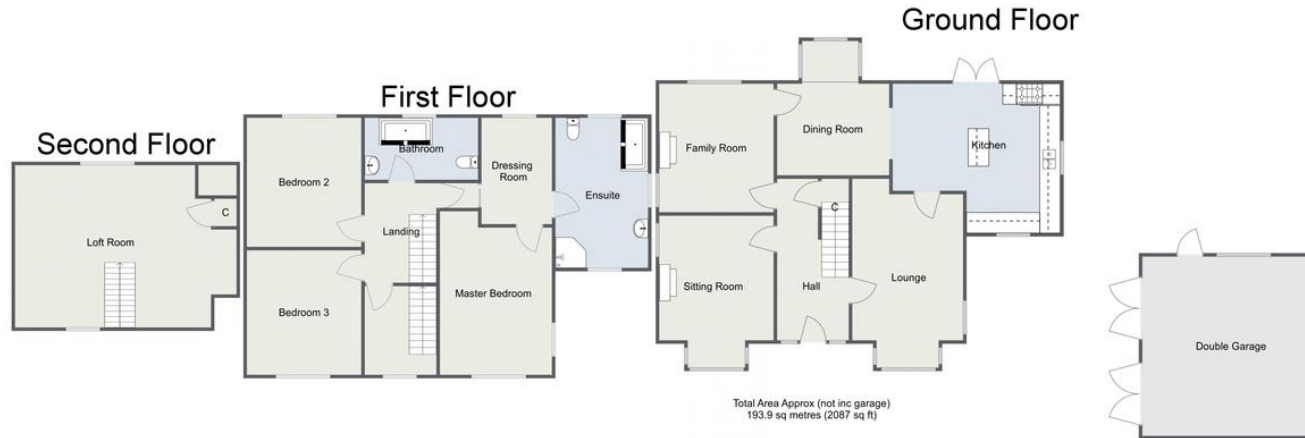 Ground Floor
First Floor
Second Floor
Loft Room
C
Bedroom 2
Bathroom
Dressing
Room
Ensuite
Landing
Bedroom 3
Master Bedroom
Family Room
Dining Room
Kitchen
C
Sitting Room
Hall
Lounge
Double Garage
Total Area Approx (not inc garage)
193.9 sq metres (2087 sq ft)